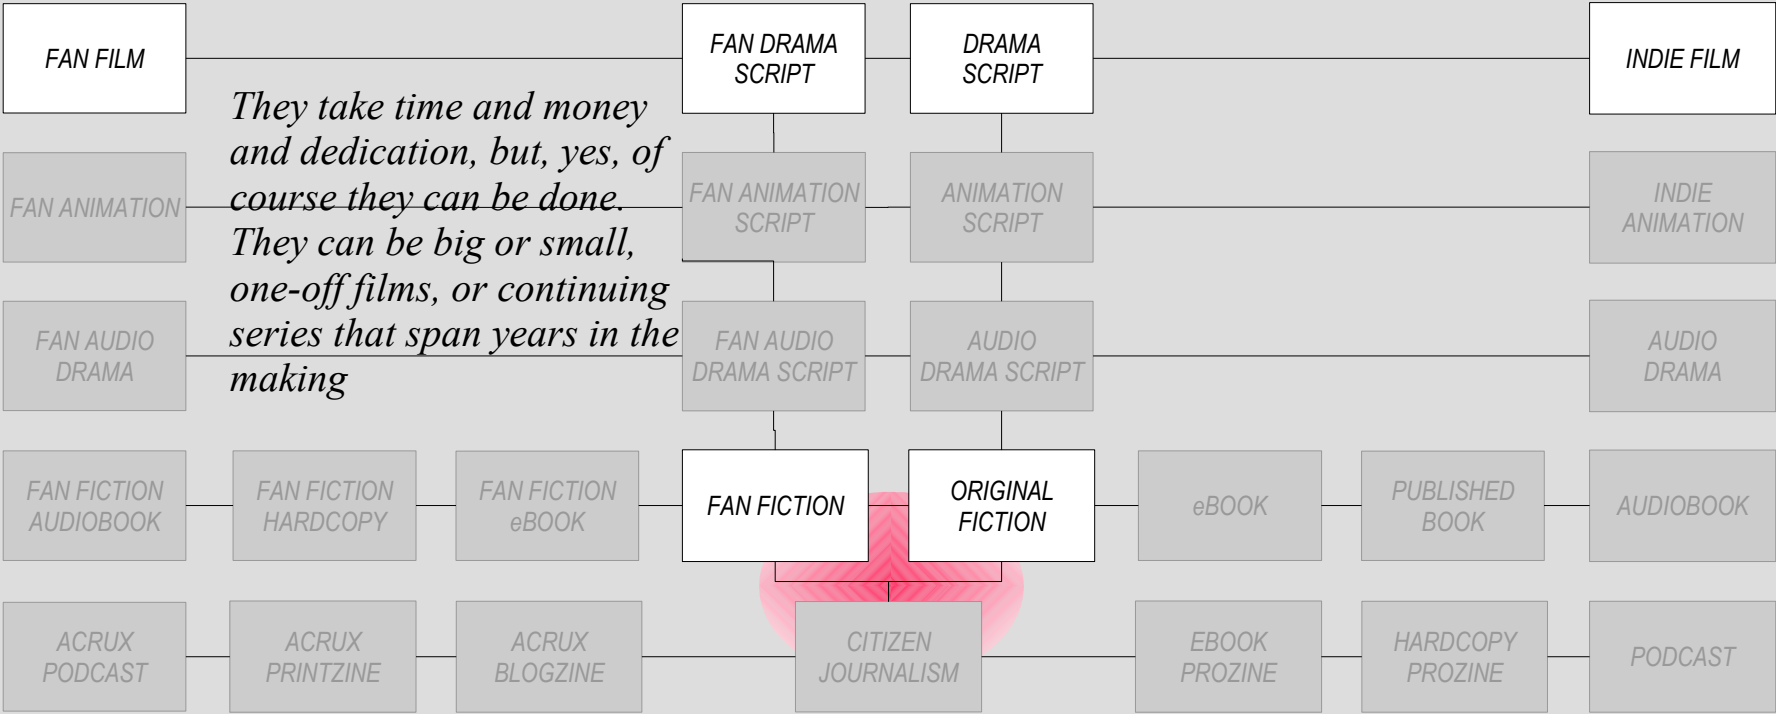 FAN FILM
FAN DRAMA
SCRIPT
DRAMA
SCRIPT
INDIE FILM
They take time and money
and dedication, but, yes, of
course they can be done.
They can be big or small,
one-off films, or continuing
series that span years in the
making
FAN ANIMATION
FAN ANIMATION
SCRIPT
ANIMATION
SCRIPT
INDIE
ANIMATION
FAN AUDIO
DRAMA
FAN AUDIO
DRAMA SCRIPT
AUDIO
DRAMA SCRIPT
AUDIO
DRAMA
FAN FICTION
AUDIOBOOK
FAN FICTION
HARDCOPY
FAN FICTION
eBOOK
FAN FICTION
ORIGINAL
FICTION
eBOOK
PUBLISHED
BOOK
AUDIOBOOK
ACRUX
PODCAST
ACRUX
PRINTZINE
ACRUX
BLOGZINE
CITIZEN
JOURNALISM
EBOOK
PROZINE
HARDCOPY
PROZINE
PODCAST